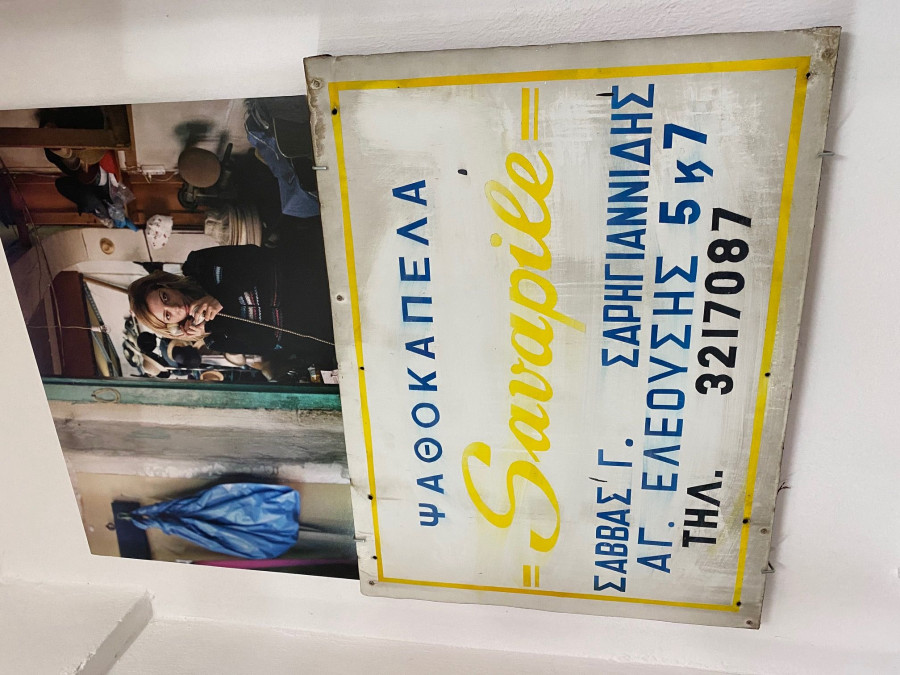 ΨΑΘΟΚΑΠΕΛΑ
=Savapile=
ΣΑΒΒΑΣ Γ. ΣΑΡΗΓΙΑΝΝΙΔΗΣ
ΑΓ. ΕΛΕΟΥΣΗΣ 5 ϗ 7
ΤΗΛ. 3217087